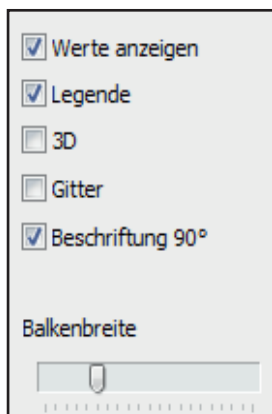 Werte anzeigen
Legende
3D
Gitter
Beschriftung 90°
Balkenbreite